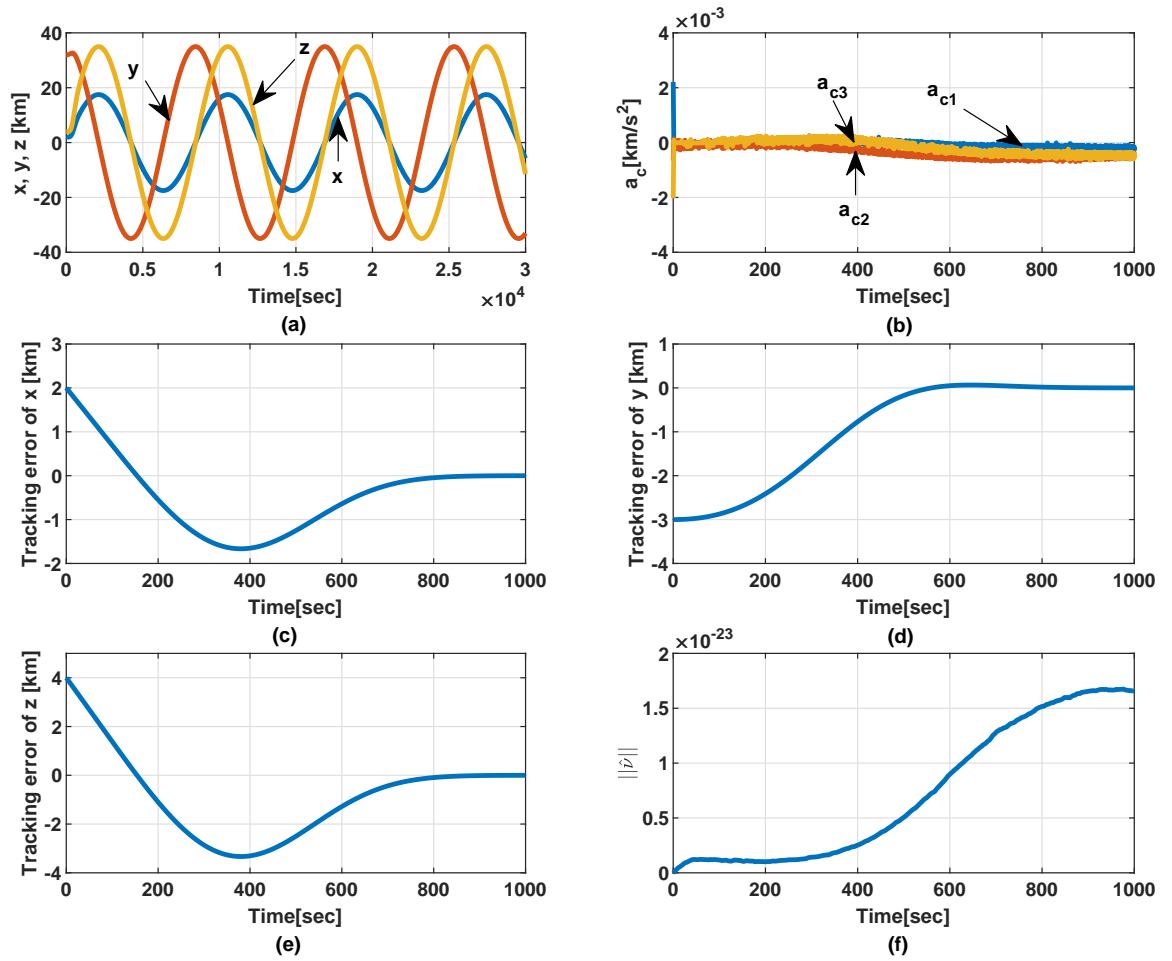 40
20
0
-20
-40
x, y, z [km]
y
z
x
0 0.5 1 1.5 2 2.5 3
Time[sec]
×10^4
(a)
×10^-3
4
2
0
-2
-4
a_c[km/s^2]
a_c3
a_c1
a_c2
0 200 400 600 800 1000
Time[sec]
(b)
3
2
1
0
-1
-2
Tracking error of x [km]
0 200 400 600 800 1000
Time[sec]
(c)
1
0
-1
-2
-3
-4
Tracking error of y [km]
0 200 400 600 800 1000
Time[sec]
(d)
4
2
0
-2
-4
Tracking error of z [km]
0 200 400 600 800 1000
Time[sec]
(e)
×10^-23
2
1.5
1
0.5
0
||ν̂||
0 200 400 600 800 1000
Time[sec]
(f)